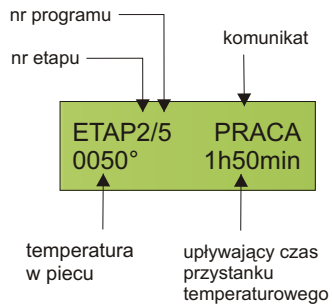 nr programu
nr etapu
komunikat
ETAP2/5 PRACA
0050° 1h50min
temperatura
w piecu
upływający czas
przystanku
temperaturowego